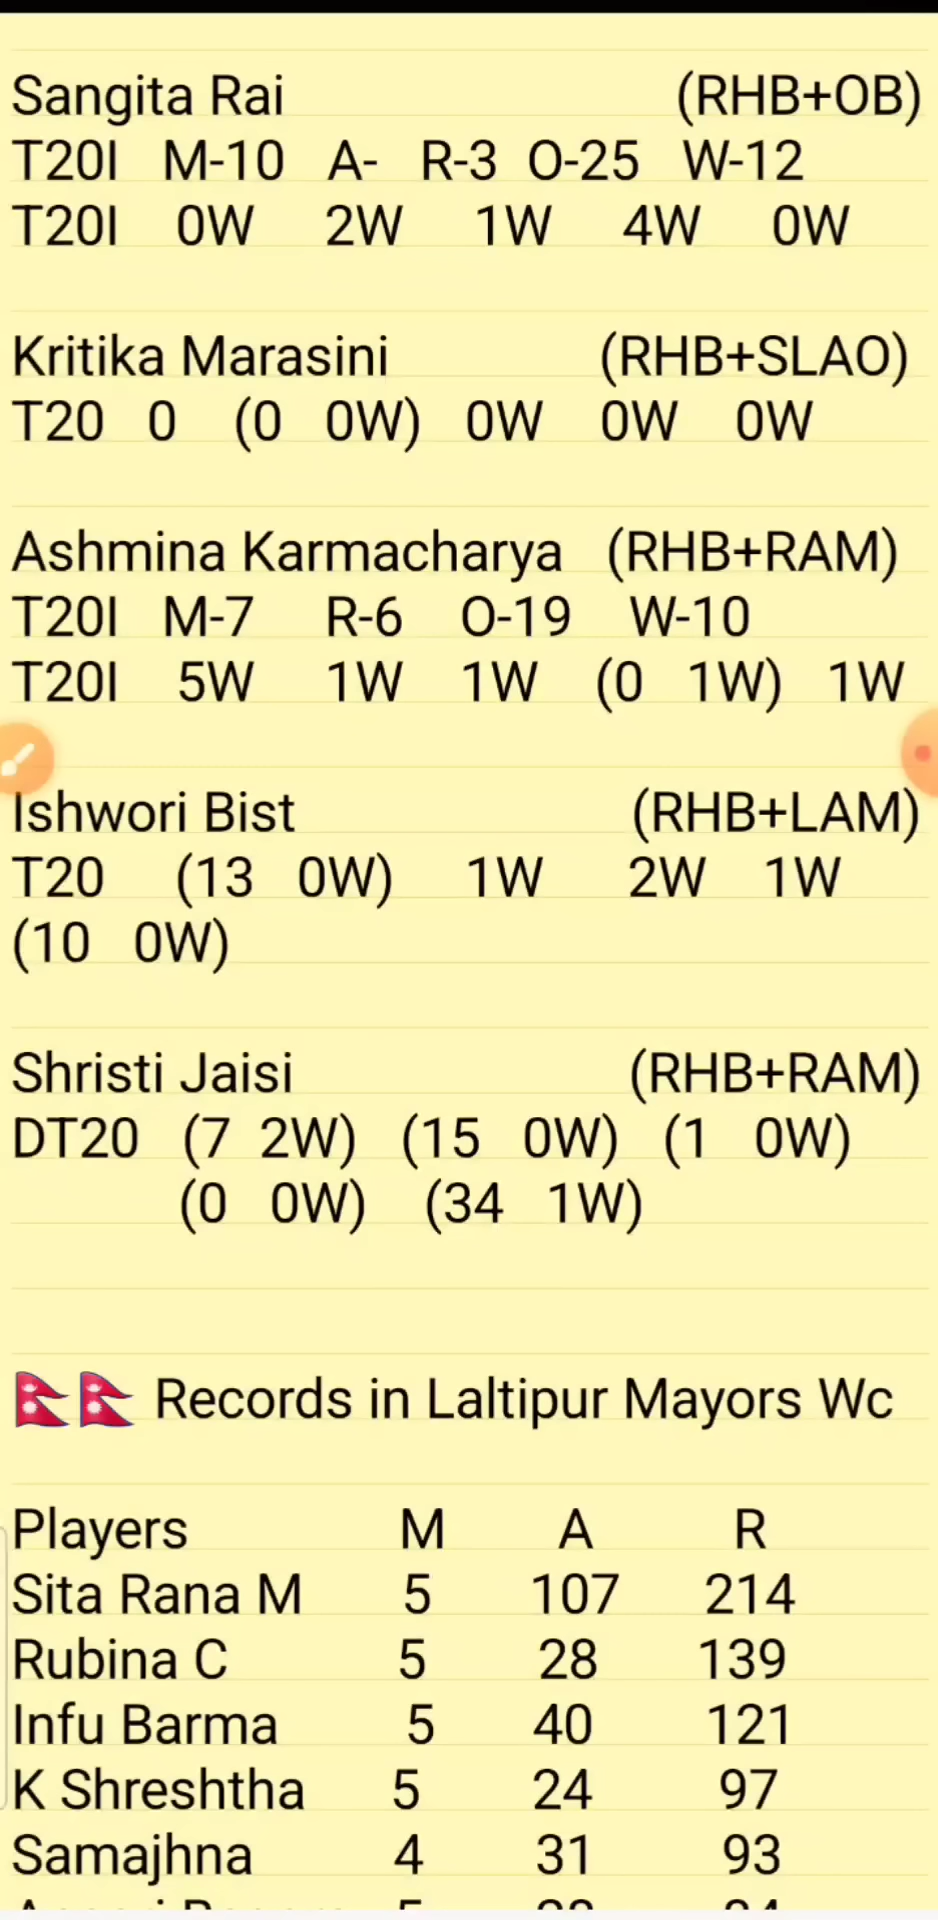 Sangita Rai (RHB+OB)
T20I M-10 A- R-3 O-25 W-12
T20I 0W 2W 1W 4W 0W
Kritika Marasini (RHB+SLAO)
T20 0 (0 0W) 0W 0W 0W
Ashmina Karmacharya (RHB+RAM)
T20I M-7 R-6 O-19 W-10
T20I 5W 1W 1W (0 1W) 1W
Ishwori Bist (RHB+LAM)
T20 (13 0W) 1W 2W 1W
(10 0W)
Shristi Jaisi (RHB+RAM)
DT20 (7 2W) (15 0W) (1 0W)
(0 0W) (34 1W)
🇳🇵🇳🇵 Records in Laltipur Mayors Wc
Players M A R
Sita Rana M 5 107 214
Rubina C 5 28 139
Infu Barma 5 40 121
K Shreshtha 5 24 97
Samajhna 4 31 93